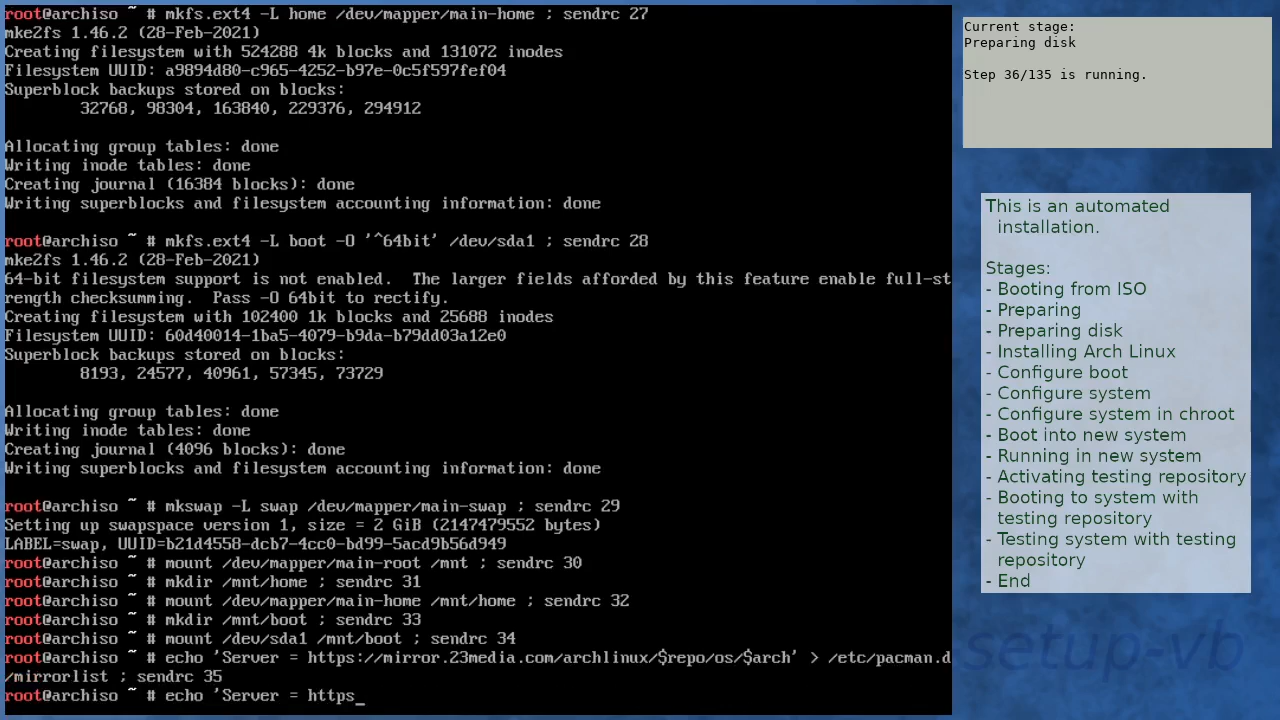 root@archiso ~ # mkfs.ext4 -L home /dev/mapper/main-home ; sendrc 27
mke2fs 1.46.2 (28-Feb-2021)
Creating filesystem with 524288 4k blocks and 131072 inodes
Filesystem UUID: a9894d80-c965-4252-b97e-0c5f597fef04
Superblock backups stored on blocks:
        32768, 98304, 163840, 229376, 294912
Allocating group tables: done
Writing inode tables: done
Creating journal (16384 blocks): done
Writing superblocks and filesystem accounting information: done
root@archiso ~ # mkfs.ext4 -L boot -O '^64bit' /dev/sda1 ; sendrc 28
mke2fs 1.46.2 (28-Feb-2021)
64-bit filesystem support is not enabled.  The larger fields afforded by this feature enable full-st
rength checksumming.  Pass -O 64bit to rectify.
Creating filesystem with 102400 1k blocks and 25688 inodes
Filesystem UUID: 60d40014-1ba5-4079-b9da-b79dd03a12e0
Superblock backups stored on blocks:
        8193, 24577, 40961, 57345, 73729
Allocating group tables: done
Writing inode tables: done
Creating journal (4096 blocks): done
Writing superblocks and filesystem accounting information: done
root@archiso ~ # mkswap -L swap /dev/mapper/main-swap ; sendrc 29
Setting up swapspace version 1, size = 2 GiB (2147479552 bytes)
LABEL=swap, UUID=b21d4558-dcb7-4cc0-bd99-5acd9b56d949
root@archiso ~ # mount /dev/mapper/main-root /mnt ; sendrc 30
root@archiso ~ # mkdir /mnt/home ; sendrc 31
root@archiso ~ # mount /dev/mapper/main-home /mnt/home ; sendrc 32
root@archiso ~ # mkdir /mnt/boot ; sendrc 33
root@archiso ~ # mount /dev/sda1 /mnt/boot ; sendrc 34
root@archiso ~ # echo 'Server = https://mirror.23media.com/archlinux/$repo/os/$arch' > /etc/pacman.d
/mirrorlist ; sendrc 35
root@archiso ~ # echo 'Server = https_
Current stage:
Preparing disk
Step 36/135 is running.
This is an automated
installation.
Stages:
- Booting from ISO
- Preparing
- Preparing disk
- Installing Arch Linux
- Configure boot
- Configure system
- Configure system in chroot
- Boot into new system
- Running in new system
- Activating testing repository
- Booting to system with
testing repository
- Testing system with testing
repository
- End
setup-vb